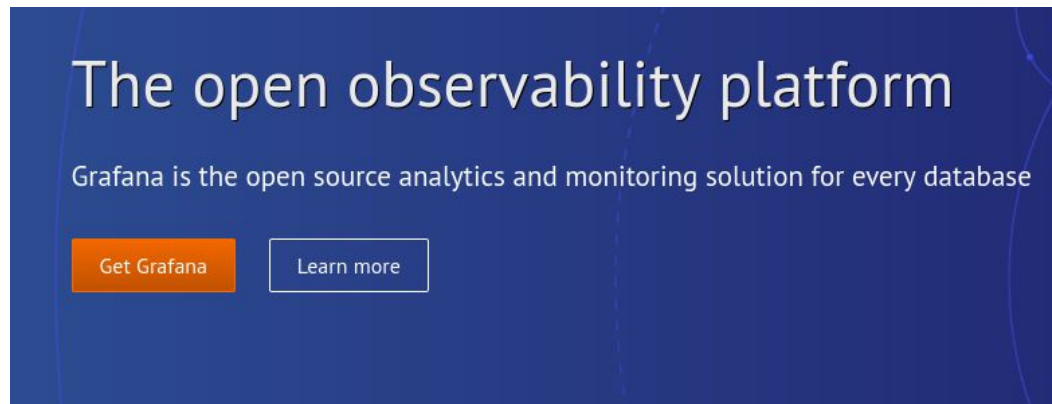 The open observability platform
Grafana is the open source analytics and monitoring solution for every database
Get Grafana
Learn more